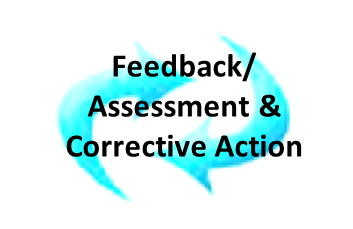 Feedback/
Assessment &
Corrective Action